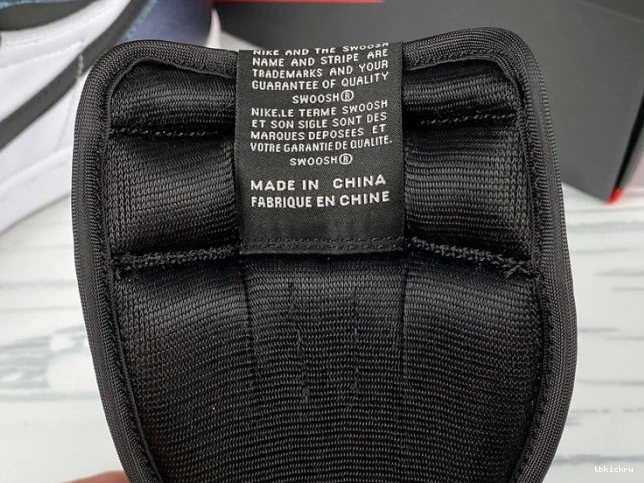 NIKE AND THE SWOOSH
NAME AND STRIPE ARE
TRADEMARKS AND YOUR
GUARANTEE OF QUALITY
SWOOSH®
NIKE.LE TERME SWOOSH
ET SON SIGLE SONT DES
MARQUES DEPOSEES ET
VOTRE GARANTIE DE QUALITE.
SWOOSH®
MADE IN CHINA
FABRIQUE EN CHINE
tbkickru